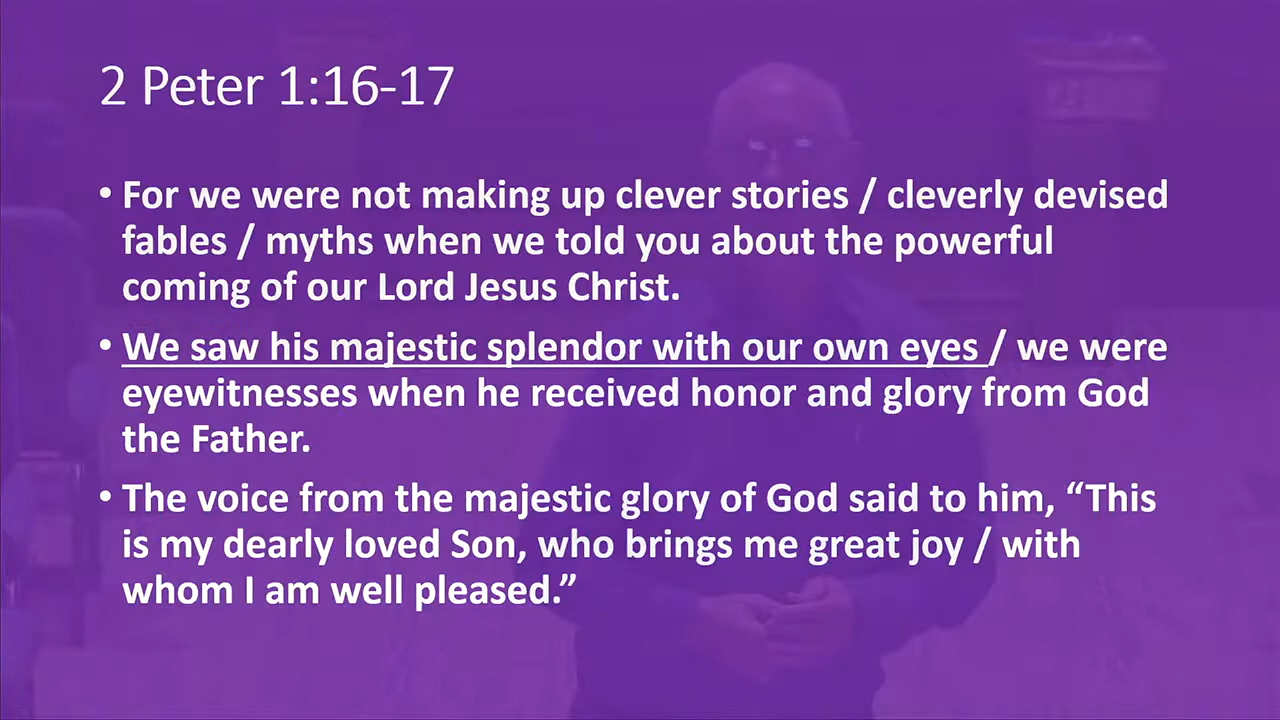 2 Peter 1:16-17
• For we were not making up clever stories / cleverly devised
fables / myths when we told you about the powerful
coming of our Lord Jesus Christ.
• We saw his majestic splendor with our own eyes / we were
eyewitnesses when he received honor and glory from God
the Father.
• The voice from the majestic glory of God said to him, “This
is my dearly loved Son, who brings me great joy / with
whom I am well pleased.”